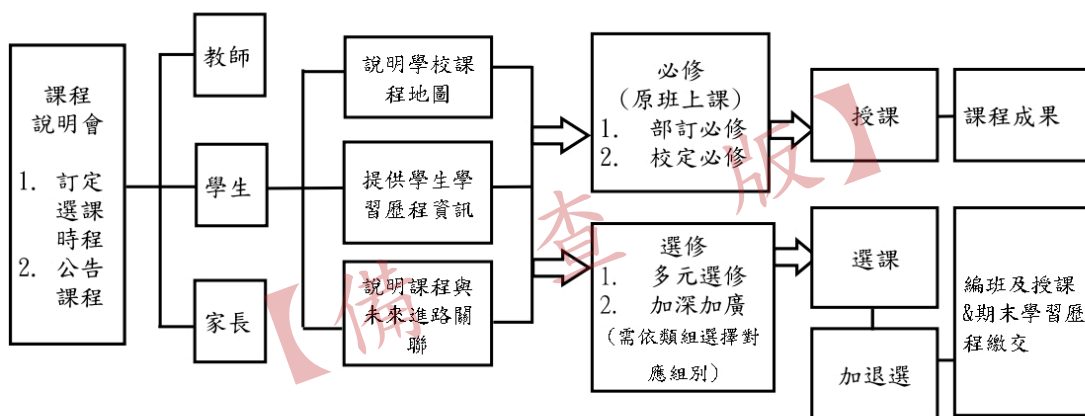 課程
說明會
1. 訂定
選課
時程
2. 公告
課程
教師
學生
家長
說明學校課
程地圖
提供學生學
習歷程資訊
說明課程與
未來進路關
聯
必修
(原班上課)
1. 部訂必修
2. 校定必修
選修
1. 多元選修
2. 加深加廣
(需依類組選擇對
應組別)
授課
課程成果
選課
加退選
編班及授課
&期末學習歷
程繳交
【備查版】